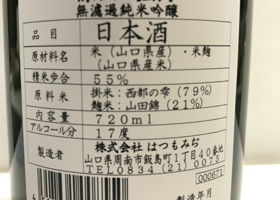 無濾過純米吟醸
品目 日本酒
原材料名 米(山口県産)・米麹
(山口県産米)
精米歩合 55%
原料米 掛米:西都の雫(79%)
麹米:山田錦(21%)
内容量 720ml
アルコール分 17度
製造者 株式会社はつもみぢ
山口県周南市飯島町1丁目40番地
TEL0834(21)0075
000671
製造年月